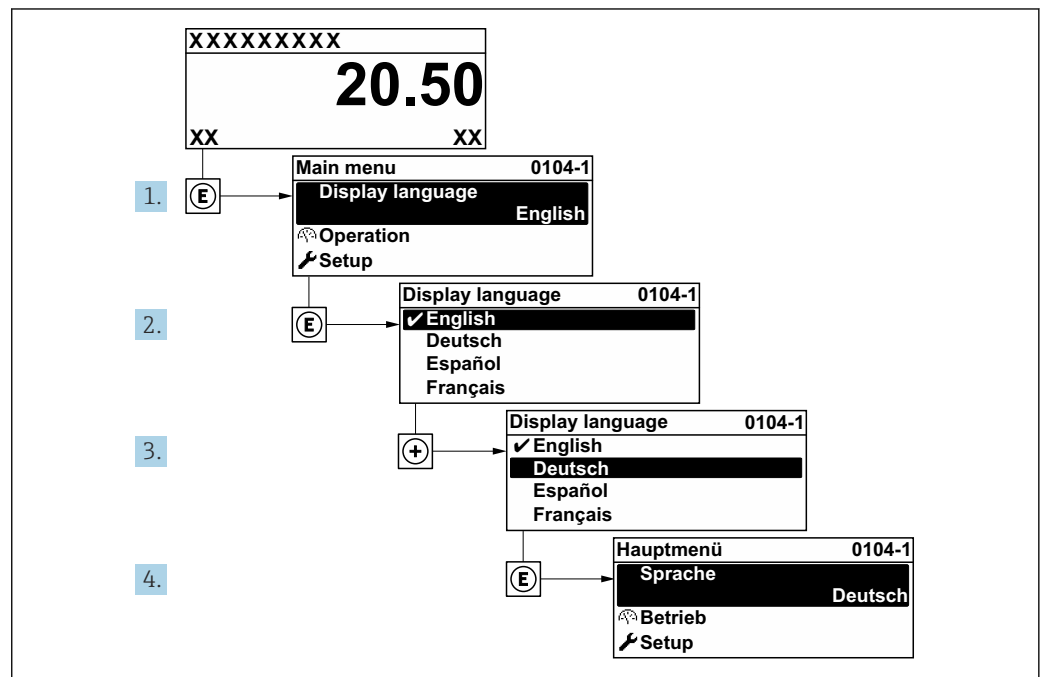 XXXXXXXXX
20.50
XX XX
1. E
Main menu 0104-1
Display language
English
Operation
Setup
2. E
Display language 0104-1
✔English
Deutsch
Español
Français
3. +
Display language 0104-1
✔English
Deutsch
Español
Français
4. E
Hauptmenü 0104-1
Sprache
Deutsch
Betrieb
Setup